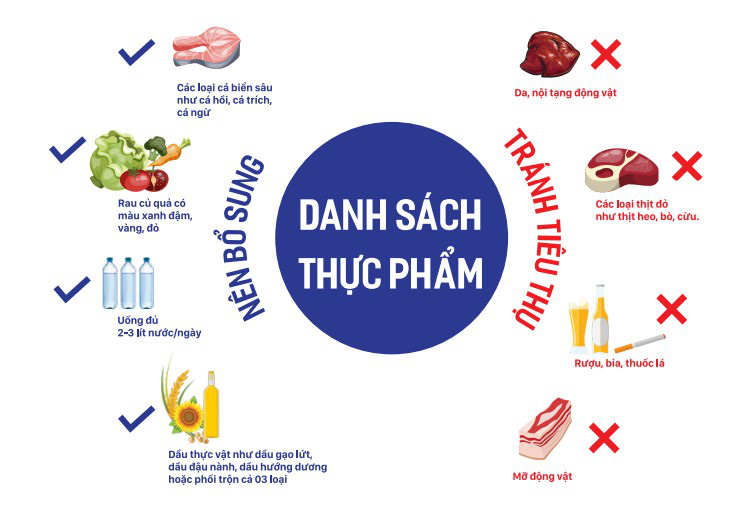 DANH SÁCH
THỰC PHẨM
NÊN BỔ SUNG
Các loại cá biển sâu
như cá hồi, cá trích,
cá ngừ
Rau củ quả có
màu xanh đậm,
vàng, đỏ
Uống đủ
2-3 lít nước/ngày
Dầu thực vật như dầu gạo lứt,
dầu đậu nành, dầu hướng dương
hoặc phối trộn cả 03 loại
TRÁNH TIÊU THỤ
Da, nội tạng động vật
Các loại thịt đỏ
như thịt heo, bò, cừu.
Rượu, bia, thuốc lá
Mỡ động vật